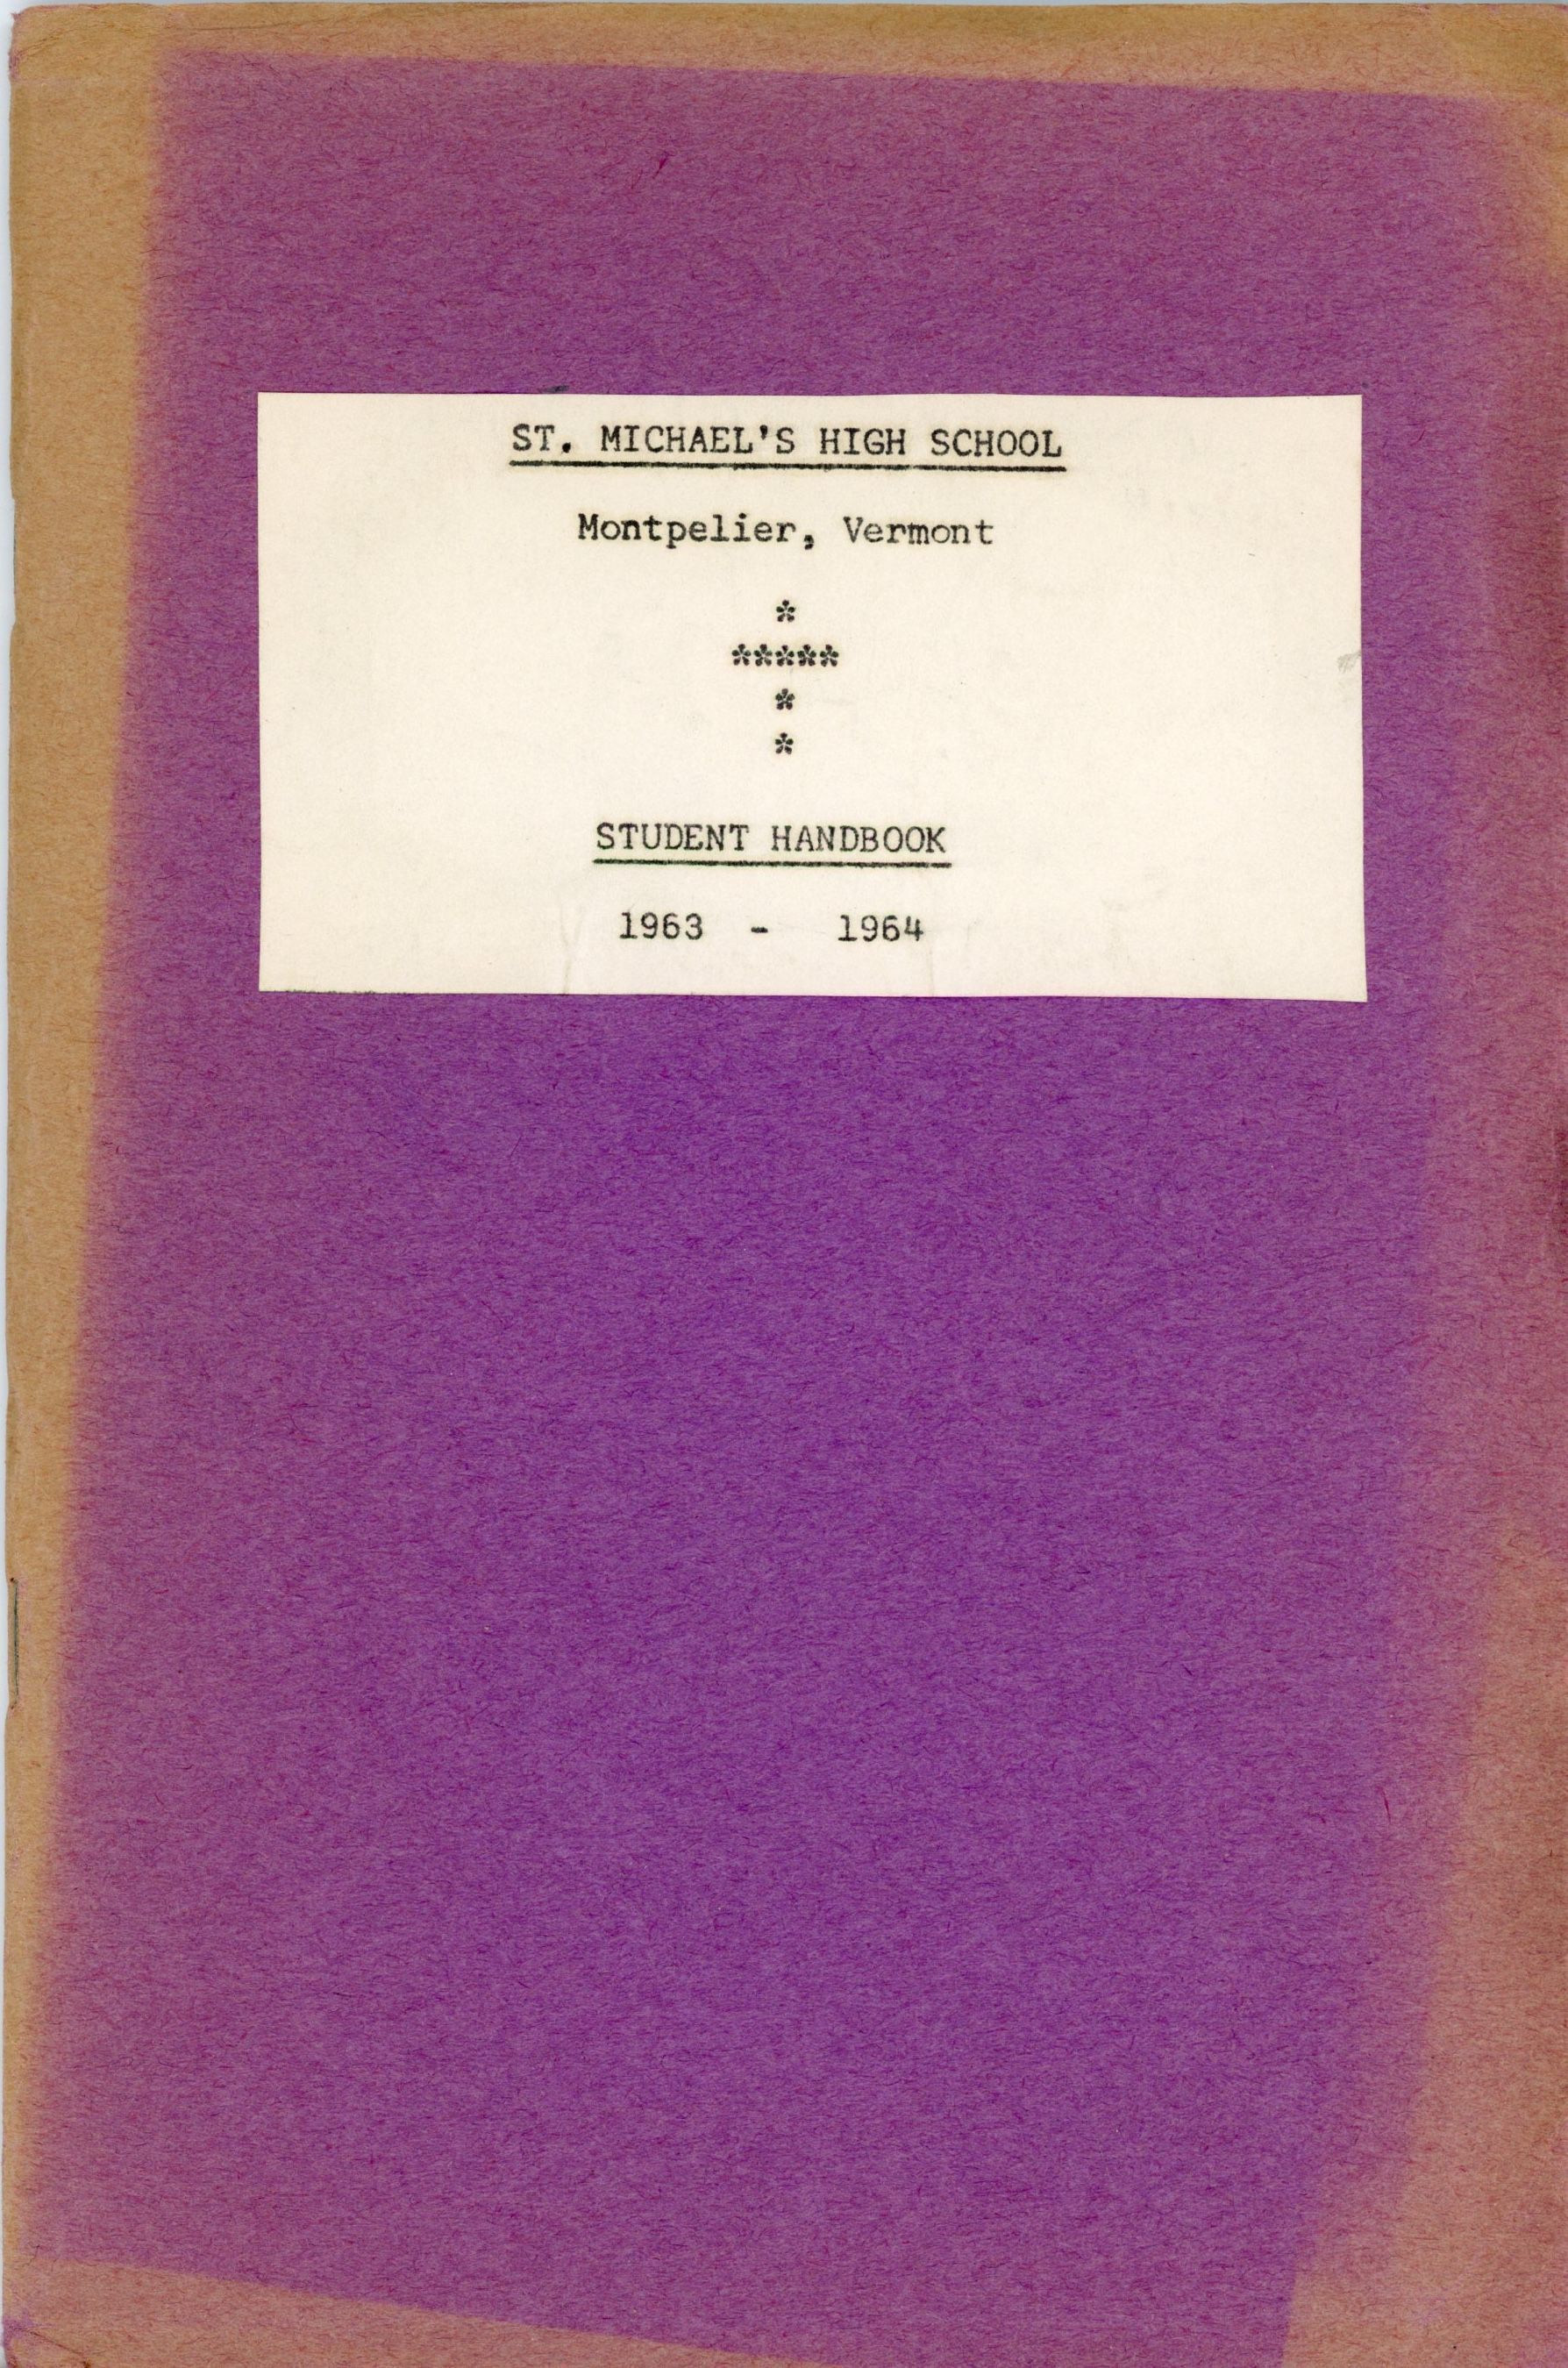 ST. MICHAEL'S HIGH SCHOOL
Montpelier, Vermont
*
*****
*
*
STUDENT HANDBOOK
1963 - 1964